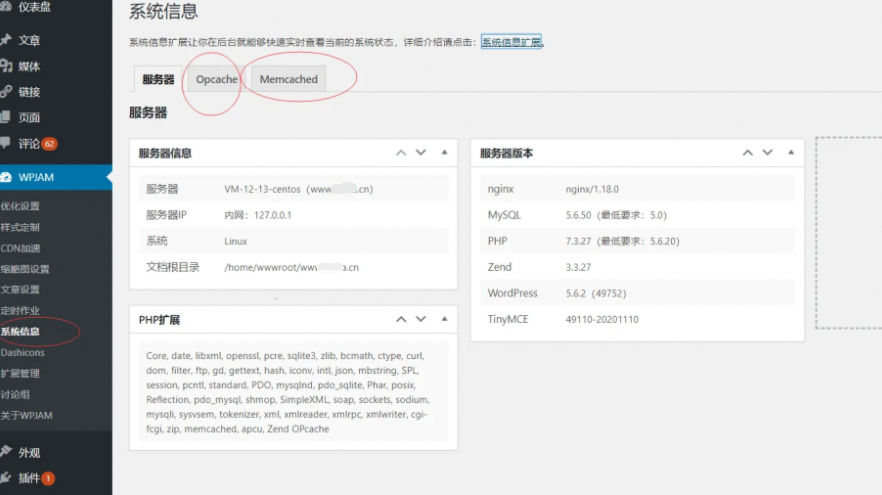 仪表盘
文章
媒体
链接
页面
评论 62
WPJAM
优化设置
样式定制
CDN加速
缩略图设置
文章设置
定时作业
系统信息
Dashicons
扩展管理
讨论组
关于WPJAM
外观
插件 1
系统信息
系统信息扩展让你在后台就能够快速实时查看当前的系统状态，详细介绍请点击：系统信息扩展。
服务器 Opcache Memcached
服务器
服务器信息
服务器 VM-12-13-centos（www.cn）
服务器IP 内网：127.0.0.1
系统 Linux
文档根目录 /home/wwwroot/www a.cn
PHP扩展
Core, date, libxml, openssl, pcre, sqlite3, zlib, bcmath, ctype, curl,
dom, filter, ftp, gd, gettext, hash, iconv, intl, json, mbstring, SPL,
session, pcntl, standard, PDO, mysqlnd, pdo_sqlite, Phar, posix,
Reflection, pdo_mysql, shmop, SimpleXML, soap, sockets, sodium,
mysqli, sysvsem, tokenizer, xml, xmlreader, xmlrpc, xmlwriter, cgi-
fcgi, zip, memcached, apcu, Zend OPcache
服务器版本
nginx nginx/1.18.0
MySQL 5.6.50（最低要求：5.0）
PHP 7.3.27（最低要求：5.6.20）
Zend 3.3.27
WordPress 5.6.2（49752）
TinyMCE 49110-20201110